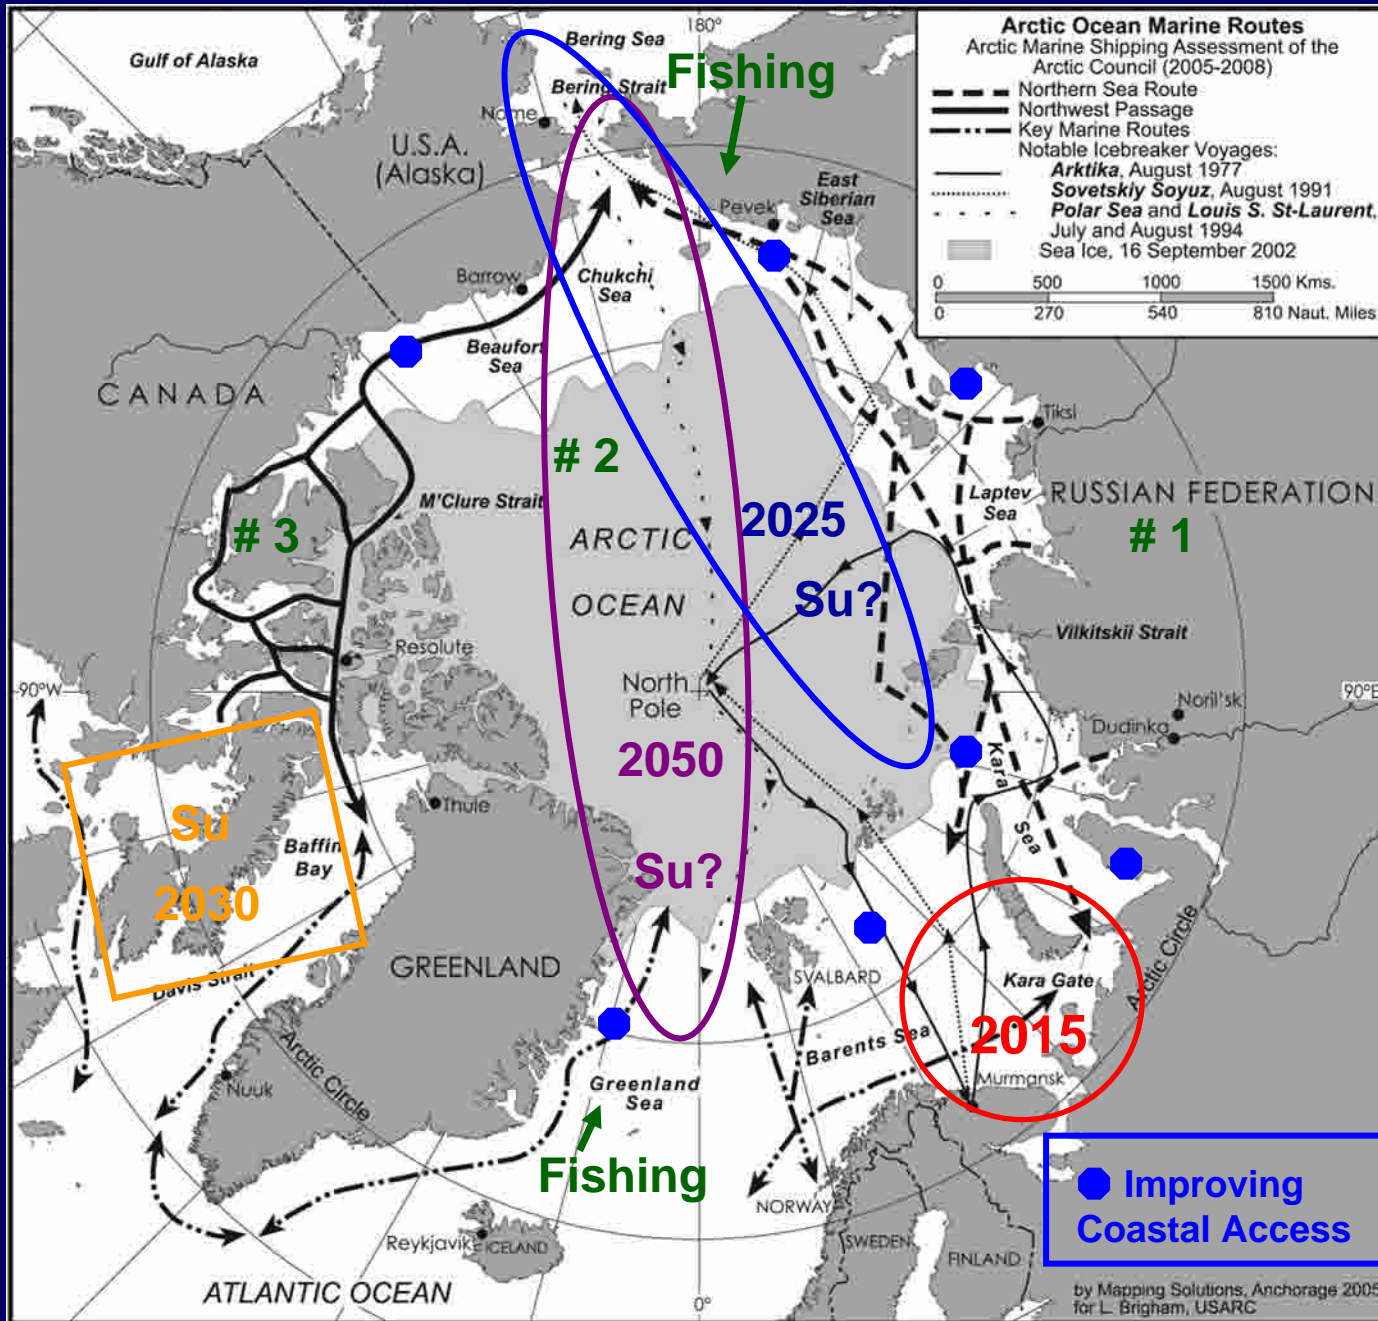 Arctic Ocean Marine Routes
Arctic Marine Shipping Assessment of the
Arctic Council (2005-2008)
Northern Sea Route
Northwest Passage
Key Marine Routes
Notable Icebreaker Voyages:
Arktika, August 1977
Sovetskiy Soyuz, August 1991
Polar Sea and Louis S. St-Laurent,
July and August 1994
Sea Ice, 16 September 2002
0 500 1000 1500 Kms.
0 270 540 810 Naut. Miles
180°
Bering Sea
Gulf of Alaska
Fishing
Bering Strait
Nome
U.S.A.
(Alaska)
East
Siberian
Sea
Pevek
Barrow
Chukchi
Sea
Beaufort
Sea
CANADA
Tiksi
# 2
M'Clure Strait
Laptev
Sea
RUSSIAN FEDERATION
# 3
ARCTIC
OCEAN
2025
# 1
Su?
Vilkitskii Strait
Resolute
90°W
North
Pole
90°E
Noril'sk
Dudinka
2050
Kara
Sea
Thule
Su
2030
Baffin
Bay
Su?
Davis Strait
GREENLAND
SVALBARD
Kara Gate
Arctic Circle
2015
Barents Sea
Murmansk
Arctic Circle
Nuuk
Greenland
Sea
Fishing
NORWAY
Improving
Coastal Access
Reykjavik
ICELAND
SWEDEN
FINLAND
ATLANTIC OCEAN
0°
by Mapping Solutions, Anchorage 2005
for L. Brigham, USARC